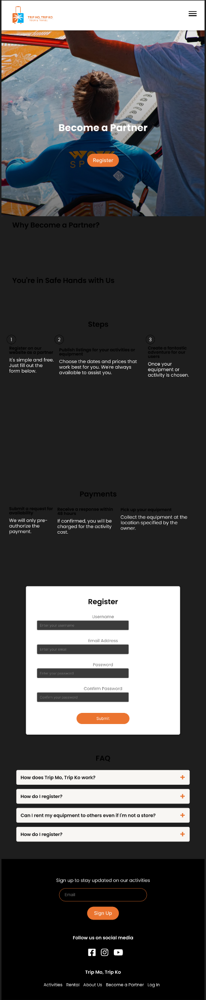 TRIP MO, TRIP KO
TOUR & TRAVEL
Become a Partner
Register
Why Become a Partner?
You're in Safe Hands with Us
Steps
1
Register on our
website as a partner
It's simple and free.
Just fill out the
form below.
2
Publish listings for your activities or
equipment
Choose the dates and prices that
work best for you. We're always
available to assist you.
3
Create a fantastic
adventure for our
users
Once your
equipment or
activity is chosen.
Payments
Submit a request for
availability
We will only pre-
authorize the
payment.
Receive a response within
48 hours
If confirmed, you will be
charged for the activity
cost.
Pick up your equipment
Collect the equipment at the
location specified by the
owner.
Register
Username
Enter your username
Email Address
Enter your email
Password
Enter your password
Confirm Password
Confirm your password
Submit
FAQ
How does Trip Mo, Trip Ko work?
How do I register?
Can I rent my equipment to others even if I'm not a store?
How do I register?
Sign up to stay updated on our activities
Email
Sign Up
Follow us on social media
Trip Mo, Trip Ko
Activities Rental About Us Become a Partner Log In